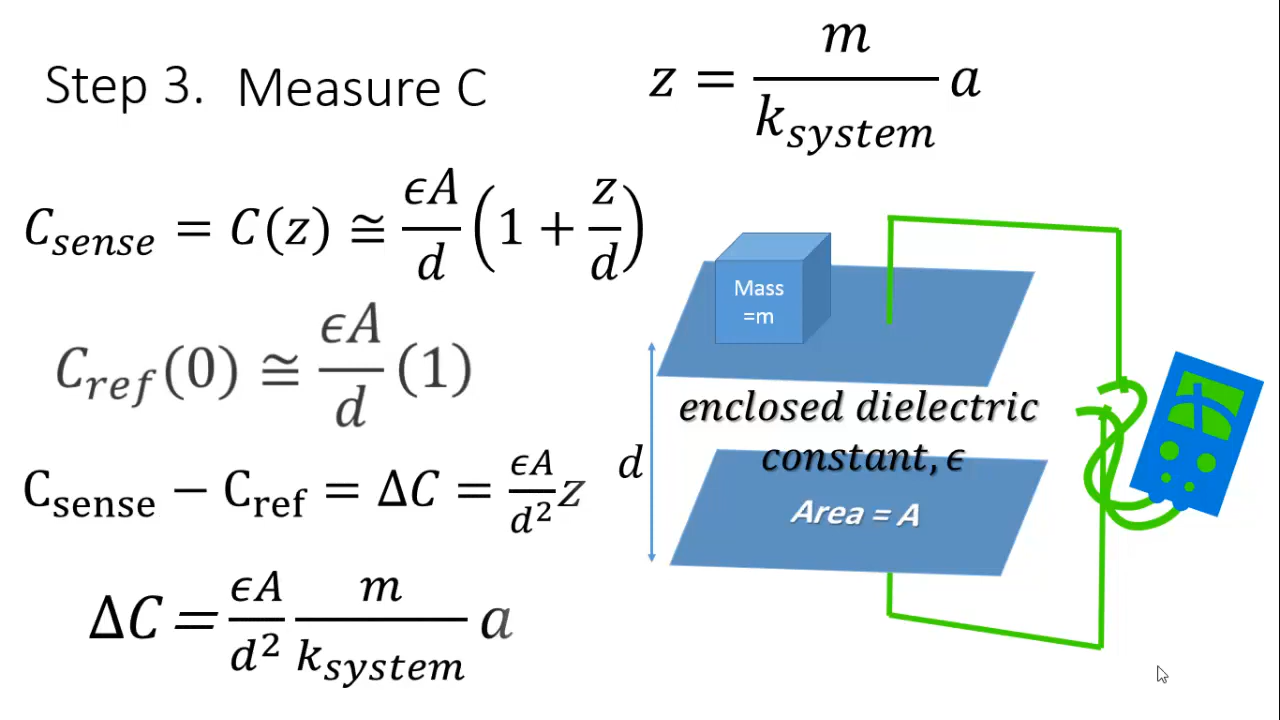 Step 3. Measure C
z = m/k_system a
C_sense = C(z) ≅ ϵA/d (1 + z/d)
C_ref(0) ≅ ϵA/d (1)
C_sense − C_ref = ΔC = ϵA/d² z
ΔC = ϵA/d² m/k_system a
Mass
=m
enclosed dielectric
constant, ϵ
d
Area = A